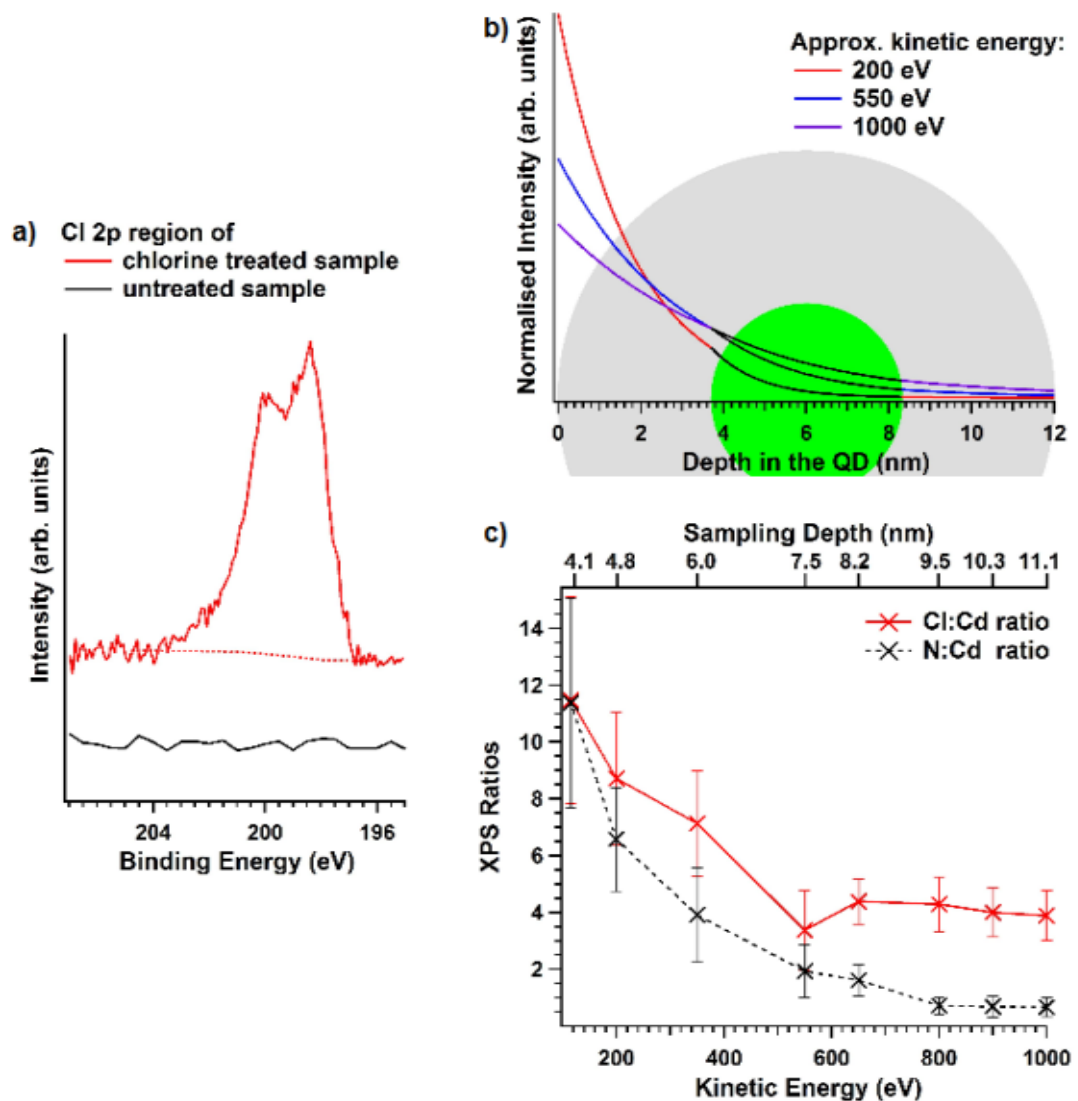 a) Cl 2p region of
chlorine treated sample
untreated sample
Intensity (arb. units)
204 200 196
Binding Energy (eV)
b)
Normalised Intensity (arb. units)
Approx. kinetic energy:
200 eV
550 eV
1000 eV
0 2 4 6 8 10 12
Depth in the QD (nm)
c) Sampling Depth (nm)
4.1 4.8 6.0 7.5 8.2 9.5 10.3 11.1
Cl:Cd ratio
N:Cd ratio
XPS Ratios
14
12
10
8
6
4
2
200 400 600 800 1000
Kinetic Energy (eV)